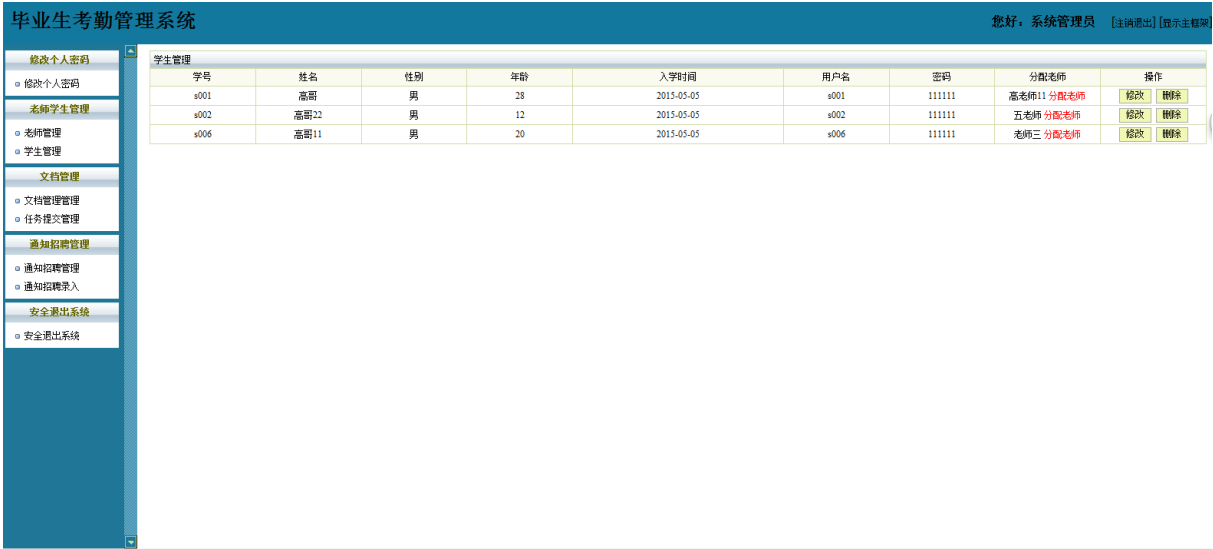 毕业生考勤管理系统
您好：系统管理员 [注销退出] [显示主框架]
修改个人密码
修改个人密码
老师学生管理
老师管理
学生管理
文档管理
文档管理管理
任务提交管理
通知招聘管理
通知招聘管理
通知招聘录入
安全退出系统
安全退出系统
学生管理
学号 姓名 性别 年龄 入学时间 用户名 密码 分配老师 操作
s001 高哥 男 28 2015-05-05 s001 111111 高老师11 分配老师 修改 删除
s002 高哥22 男 12 2015-05-05 s002 111111 五老师 分配老师 修改 删除
s006 高哥11 男 20 2015-05-05 s006 111111 老师三 分配老师 修改 删除